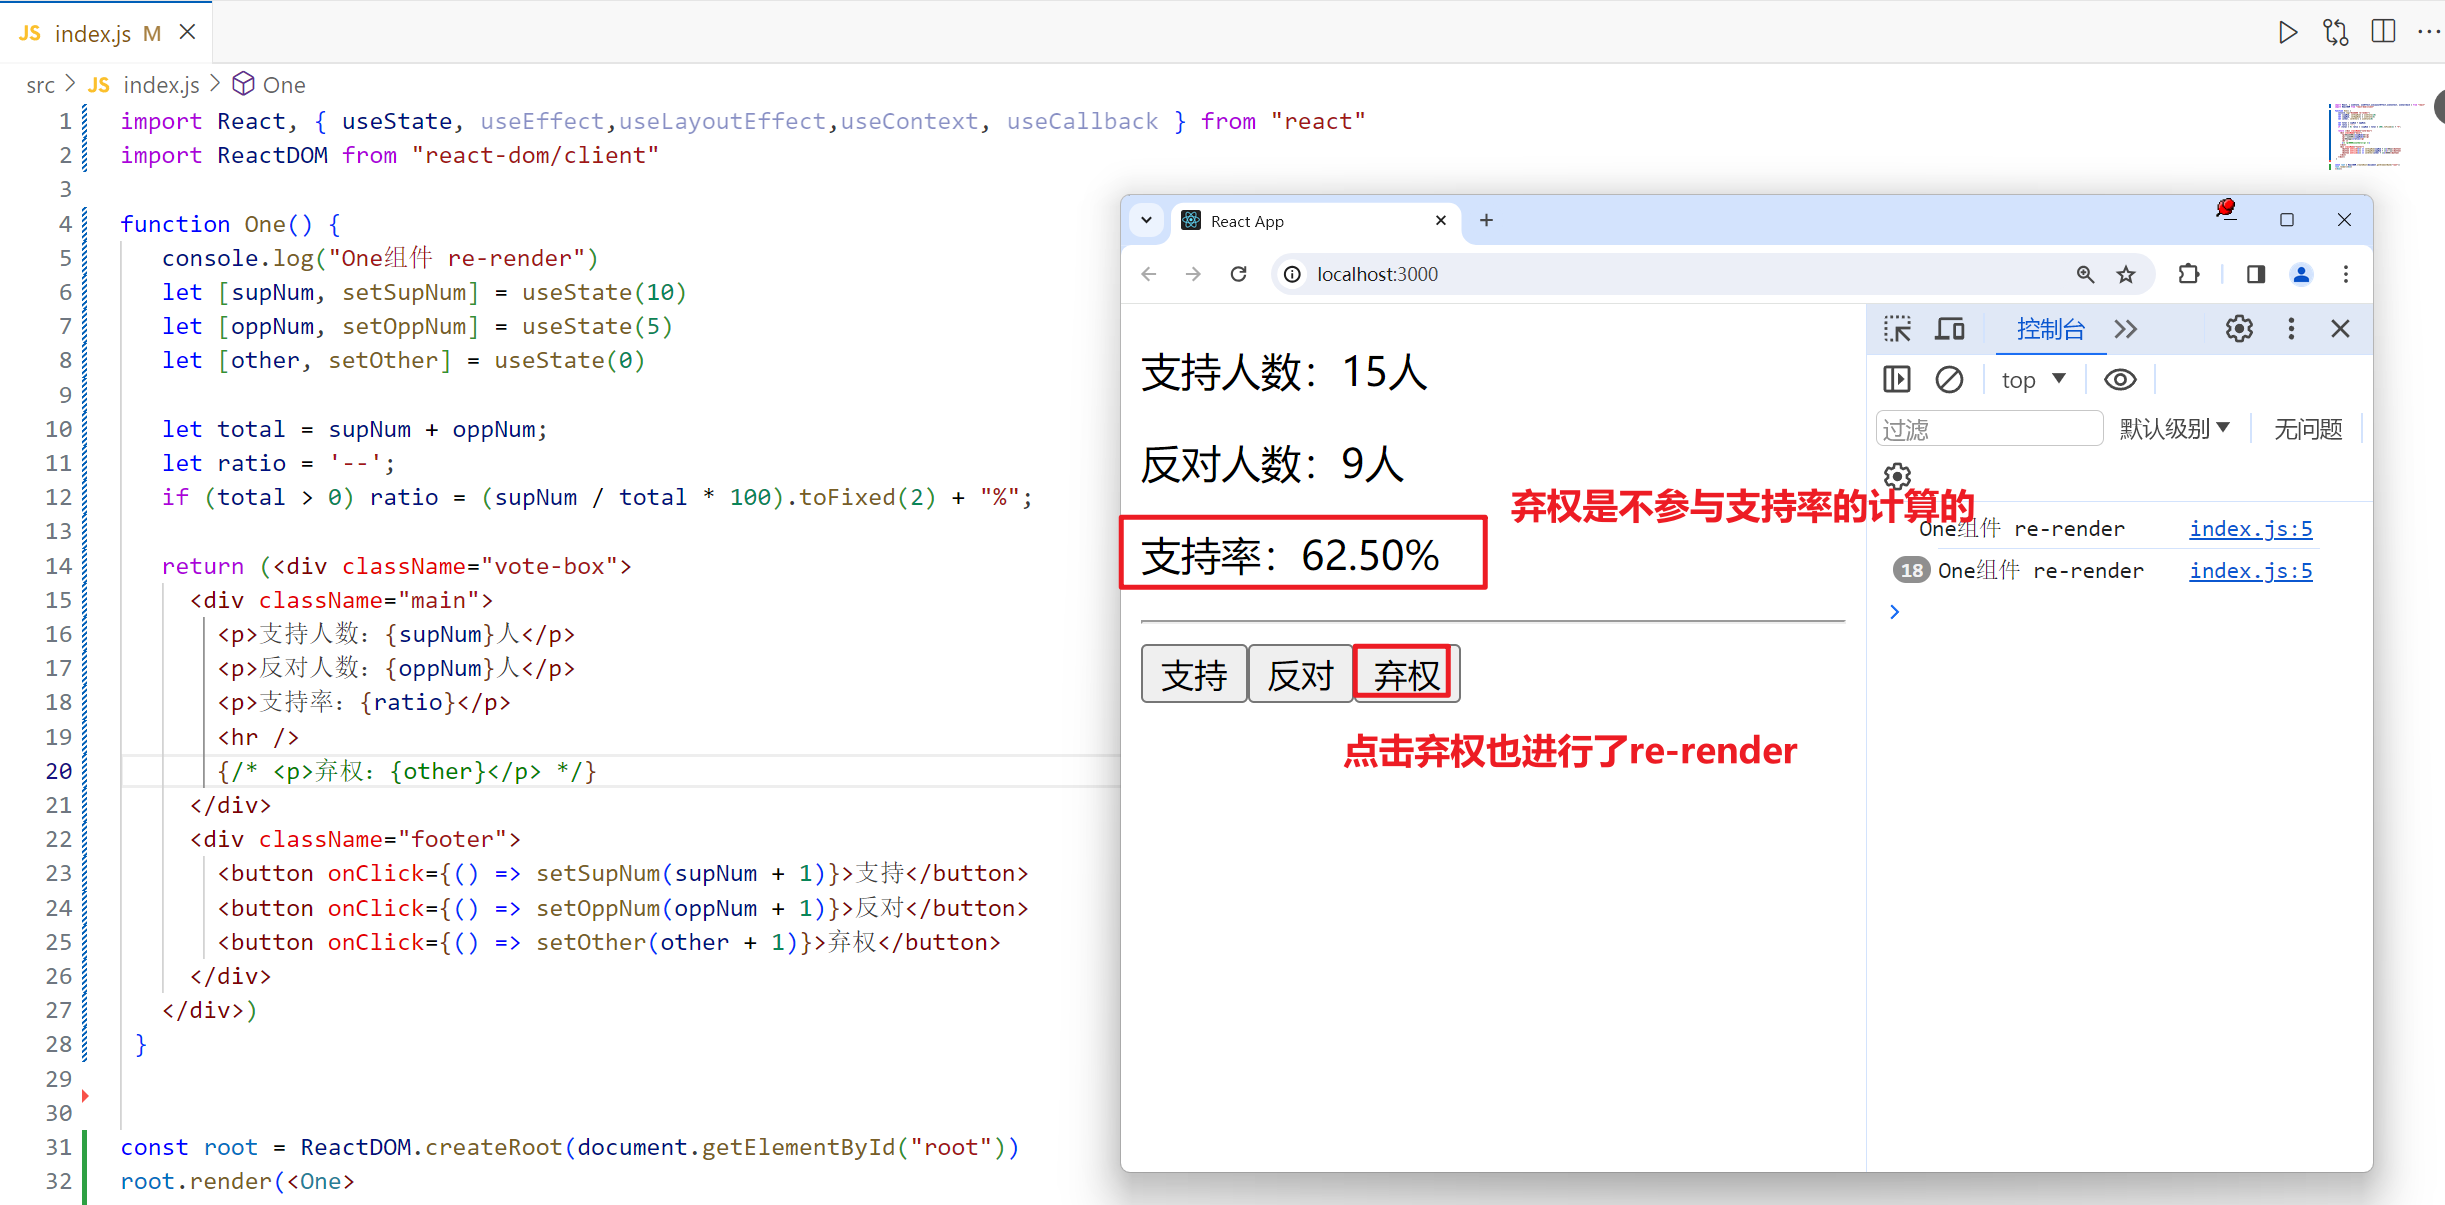 JS index.js M
src > JS index.js > One
1 import React, { useState, useEffect,useLayoutEffect,useContext, useCallback } from "react"
2 import ReactDOM from "react-dom/client"
3
4 function One() {
5 console.log("One组件 re-render")
6 let [supNum, setSupNum] = useState(10)
7 let [oppNum, setOppNum] = useState(5)
8 let [other, setOther] = useState(0)
9
10 let total = supNum + oppNum;
11 let ratio = '--';
12 if (total > 0) ratio = (supNum / total * 100).toFixed(2) + "%";
13
14 return (<div className="vote-box">
15 <div className="main">
16 <p>支持人数：{supNum}人</p>
17 <p>反对人数：{oppNum}人</p>
18 <p>支持率：{ratio}</p>
19 <hr />
20 {/* <p>弃权：{other}</p> */}
21 </div>
22 <div className="footer">
23 <button onClick={() => setSupNum(supNum + 1)}>支持</button>
24 <button onClick={() => setOppNum(oppNum + 1)}>反对</button>
25 <button onClick={() => setOther(other + 1)}>弃权</button>
26 </div>
27 </div>)
28 }
29
30
31 const root = ReactDOM.createRoot(document.getElementById("root"))
32 root.render(<One>
React App
localhost:3000
支持人数：15人
反对人数：9人
支持率：62.50%
弃权是不参与支持率的计算的
支持 反对 弃权
点击弃权也进行了re-render
控制台
top
过滤 默认级别 无问题
One组件 re-render index.js:5
18 One组件 re-render index.js:5